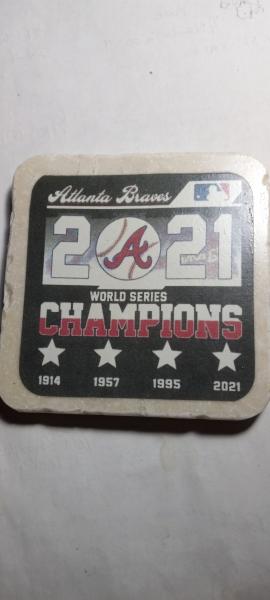 Atlanta Braves
2021
WORLD SERIES
CHAMPIONS
1914 1957 1995 2021